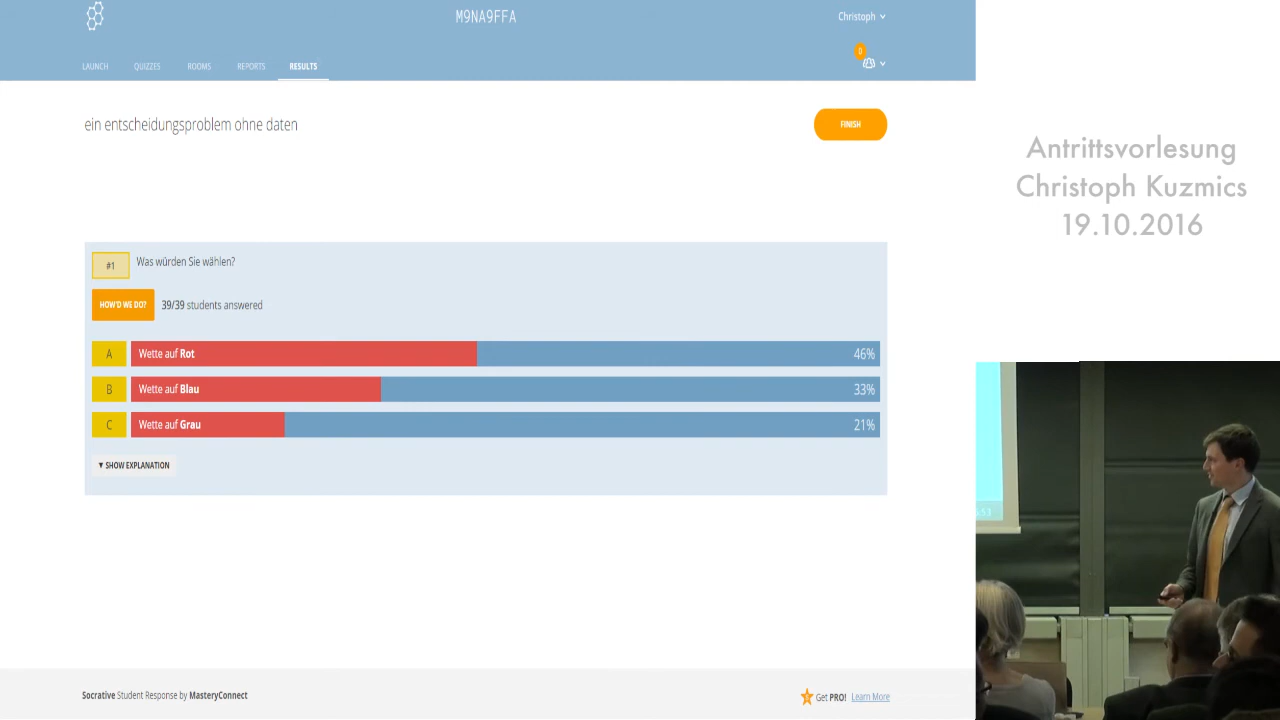 M9NA9FFA
Christoph
0
LAUNCH QUIZZES ROOMS REPORTS RESULTS
ein entscheidungsproblem ohne daten
FINISH
Antrittsvorlesung
Christoph Kuzmics
19.10.2016
#1 Was würden Sie wählen?
HOW'D WE DO? 39/39 students answered
A Wette auf Rot 46%
B Wette auf Blau 33%
C Wette auf Grau 21%
▼ SHOW EXPLANATION
Socrative Student Response by MasteryConnect
Get PRO! Learn More